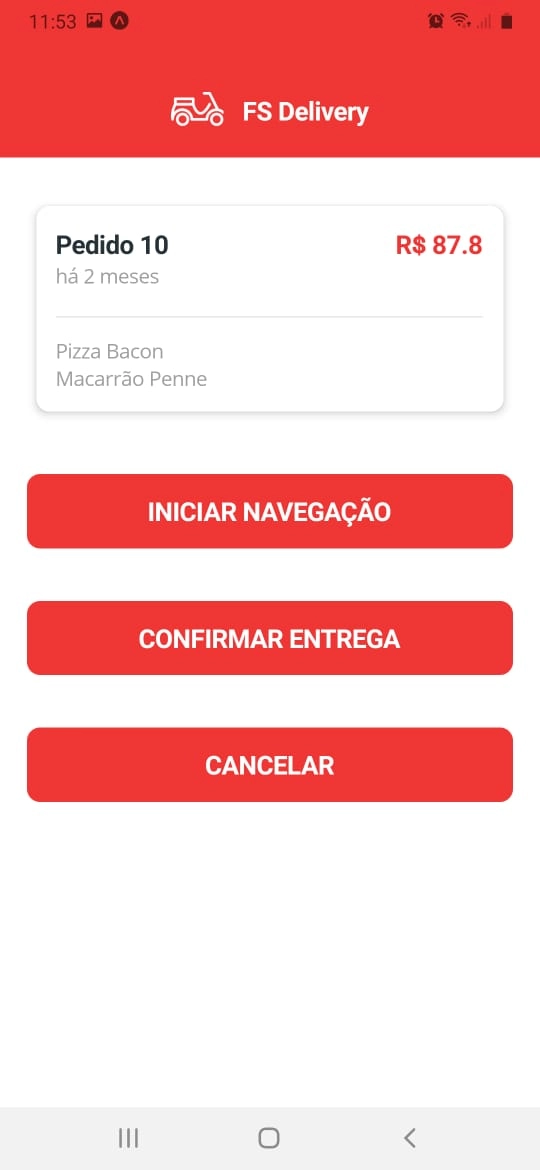 11:53
FS Delivery
Pedido 10
R$ 87.8
há 2 meses
Pizza Bacon
Macarrão Penne
INICIAR NAVEGAÇÃO
CONFIRMAR ENTREGA
CANCELAR